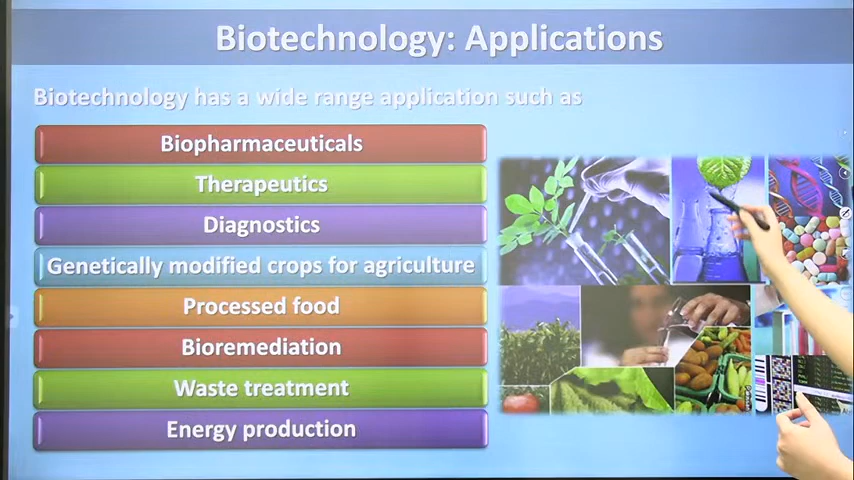 Biotechnology: Applications
Biotechnology has a wide range application such as
Biopharmaceuticals
Therapeutics
Diagnostics
Genetically modified crops for agriculture
Processed food
Bioremediation
Waste treatment
Energy production